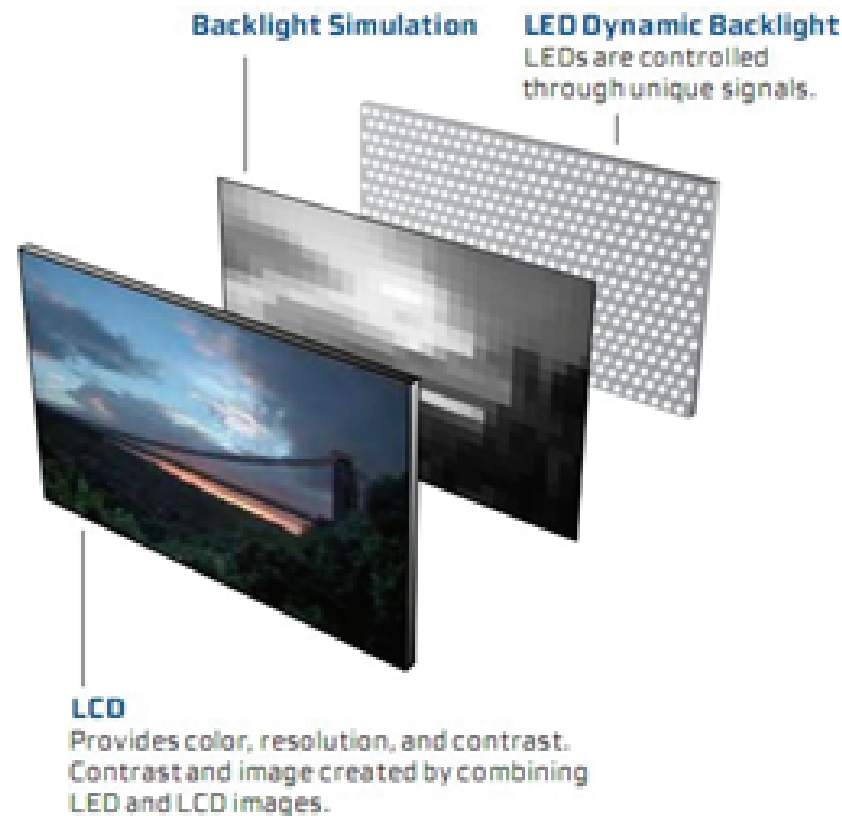 Backlight Simulation
LED Dynamic Backlight
LEDs are controlled
through unique signals.
LCD
Provides color, resolution, and contrast.
Contrast and image created by combining
LED and LCD images.